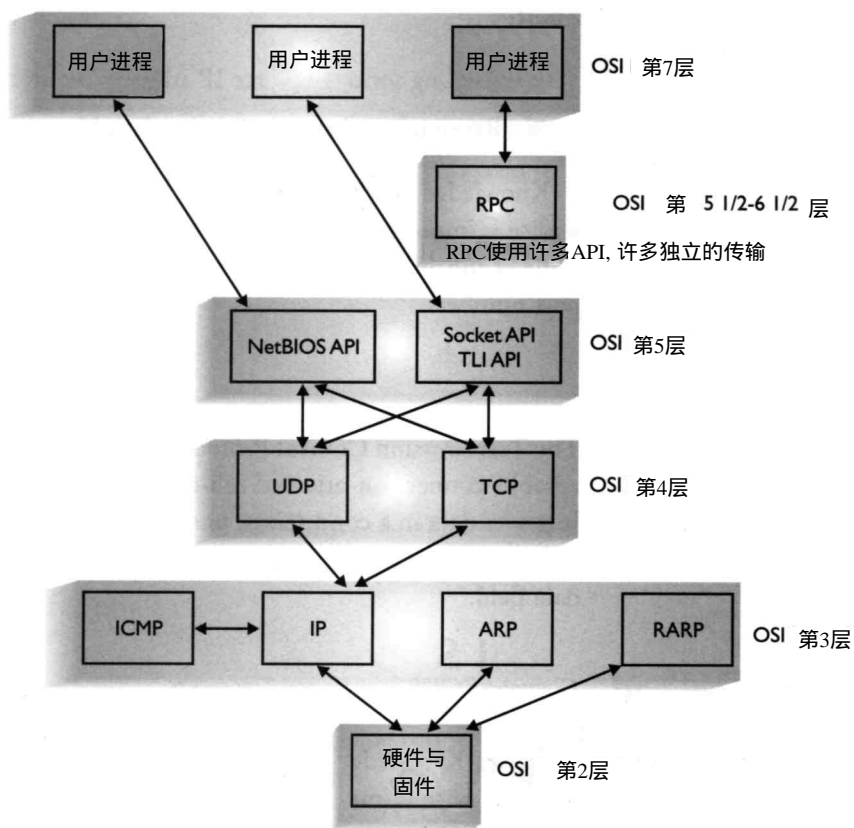 用户进程 用户进程 用户进程 OSI 第7层
RPC OSI 第 5 1/2-6 1/2 层
RPC使用许多API, 许多独立的传输
NetBIOS API Socket API OSI 第5层
TLI API
UDP TCP OSI 第4层
ICMP IP ARP RARP OSI 第3层
硬件与 OSI 第2层
固件